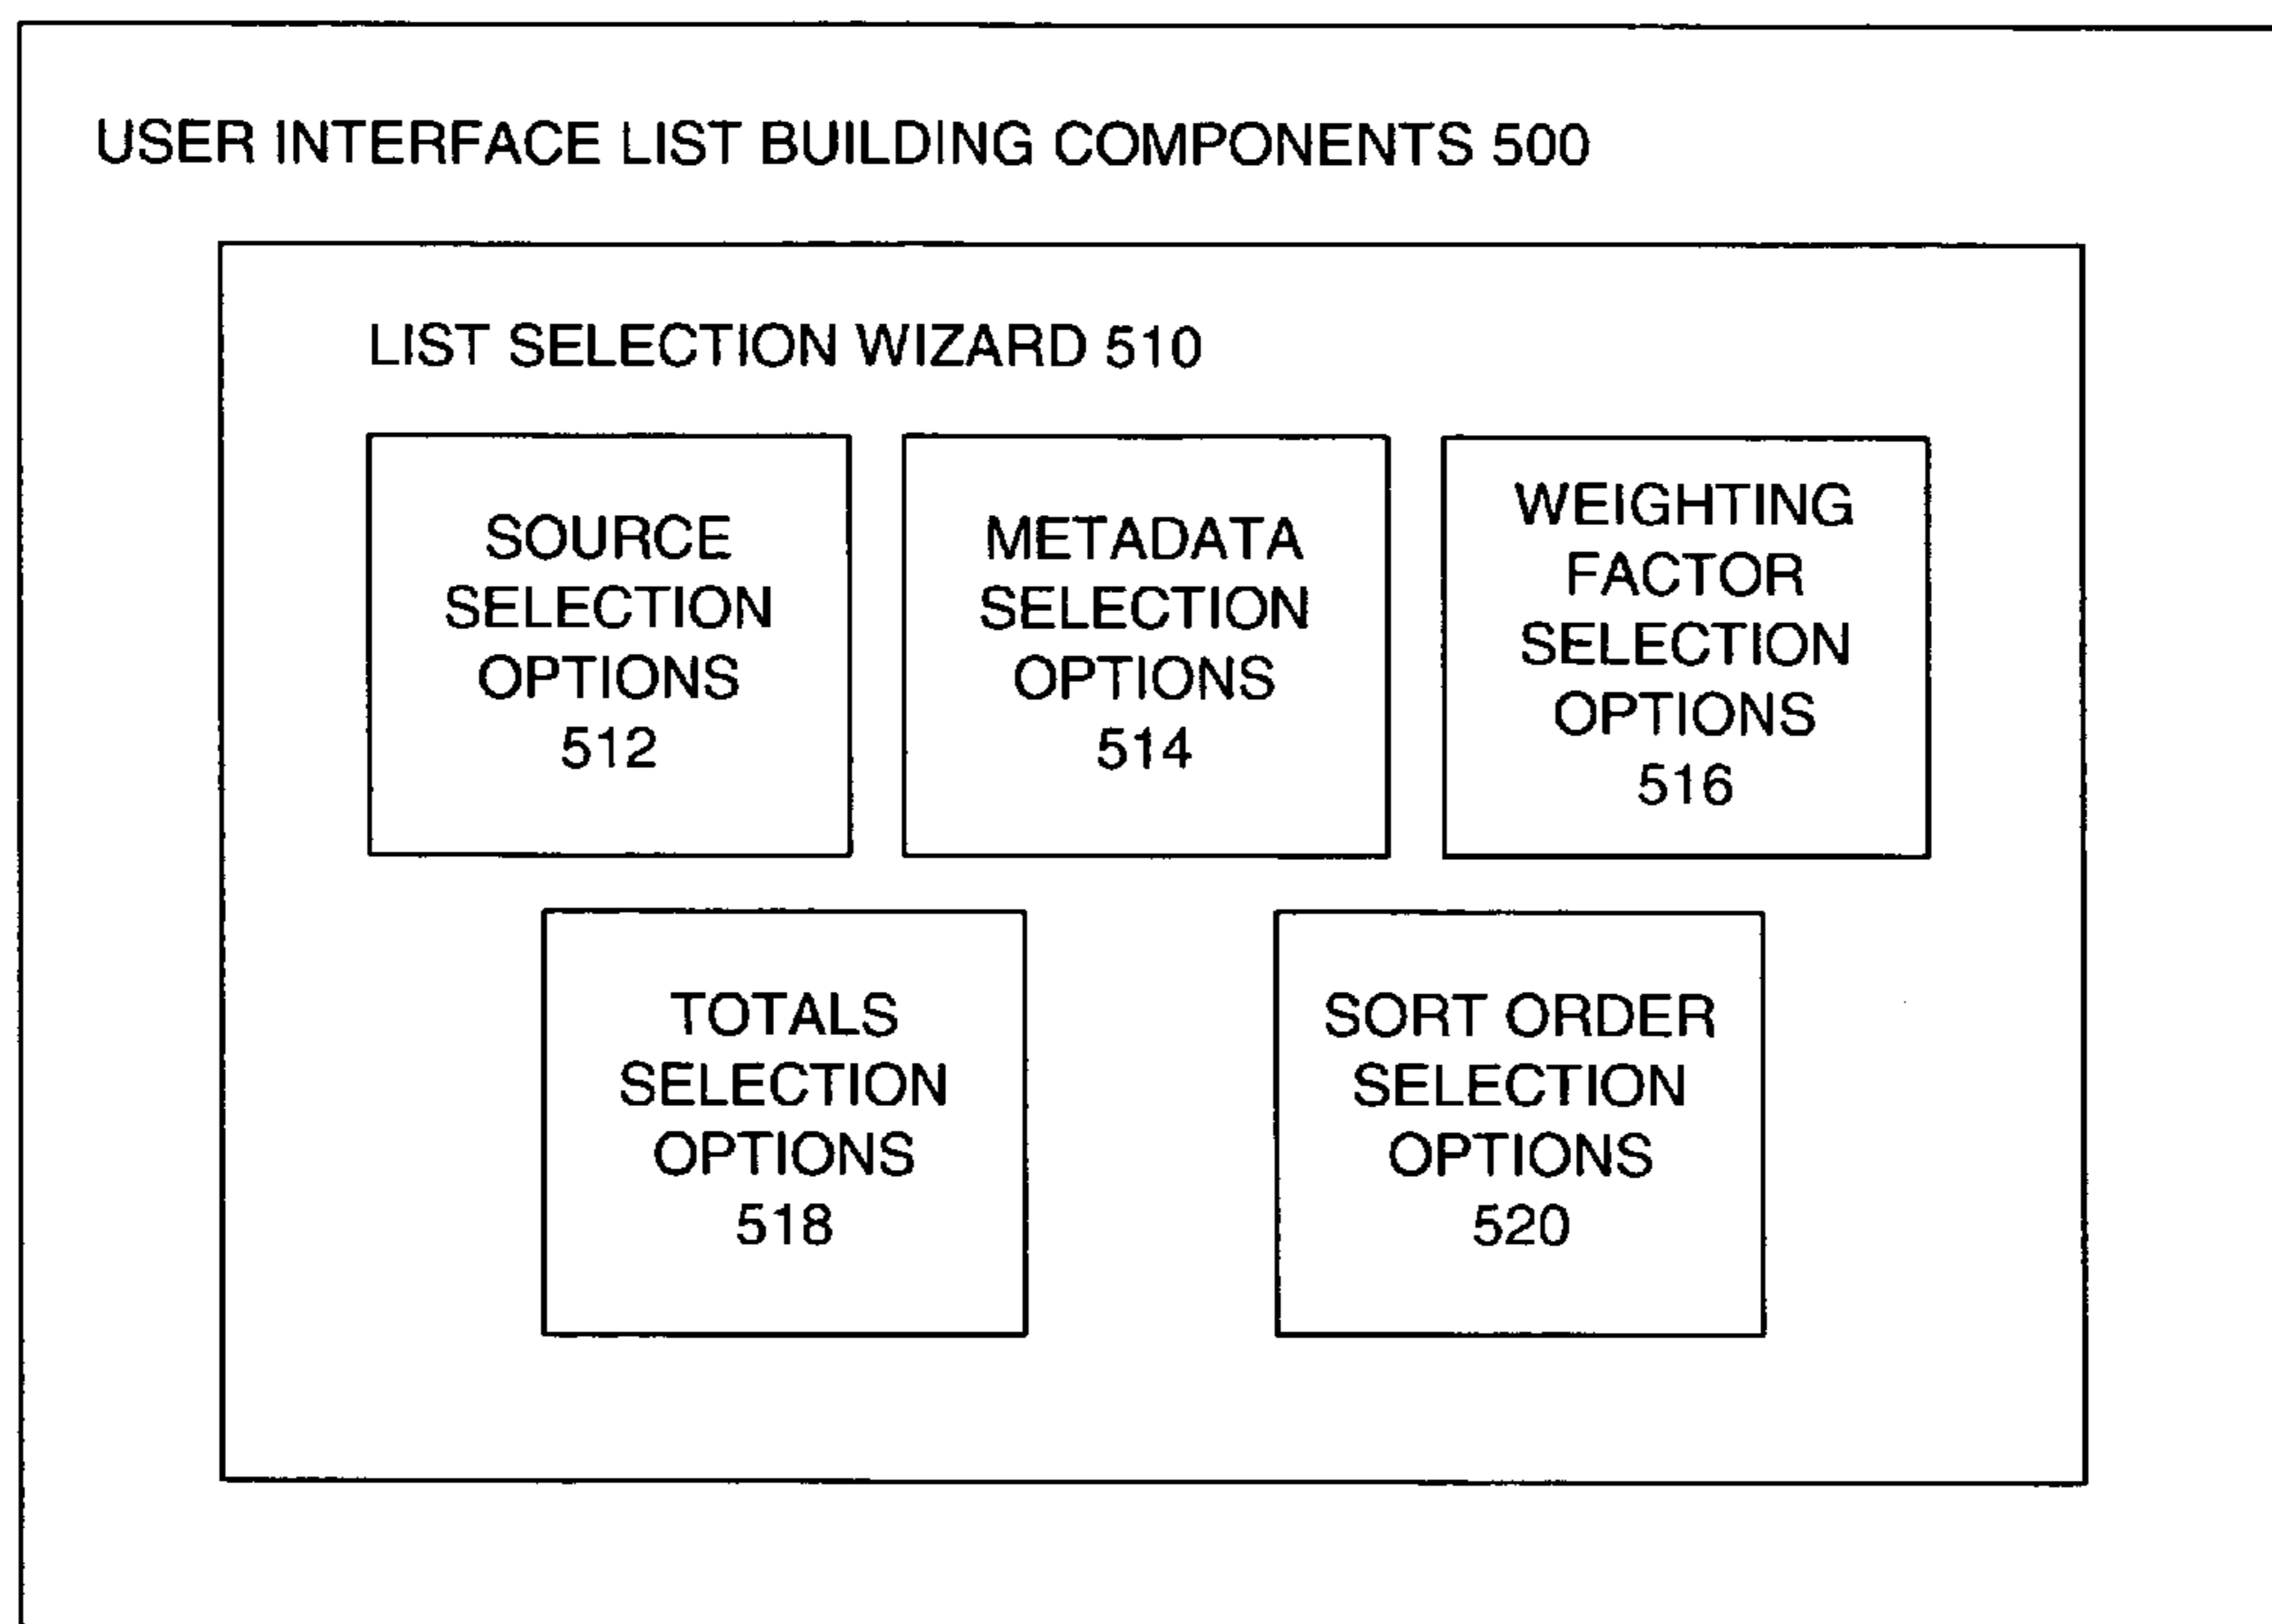 USER INTERFACE LIST BUILDING COMPONENTS 500
LIST SELECTION WIZARD 510
SOURCE
SELECTION
OPTIONS
512
METADATA
SELECTION
OPTIONS
514
WEIGHTING
FACTOR
SELECTION
OPTIONS
516
TOTALS
SELECTION
OPTIONS
518
SORT ORDER
SELECTION
OPTIONS
520